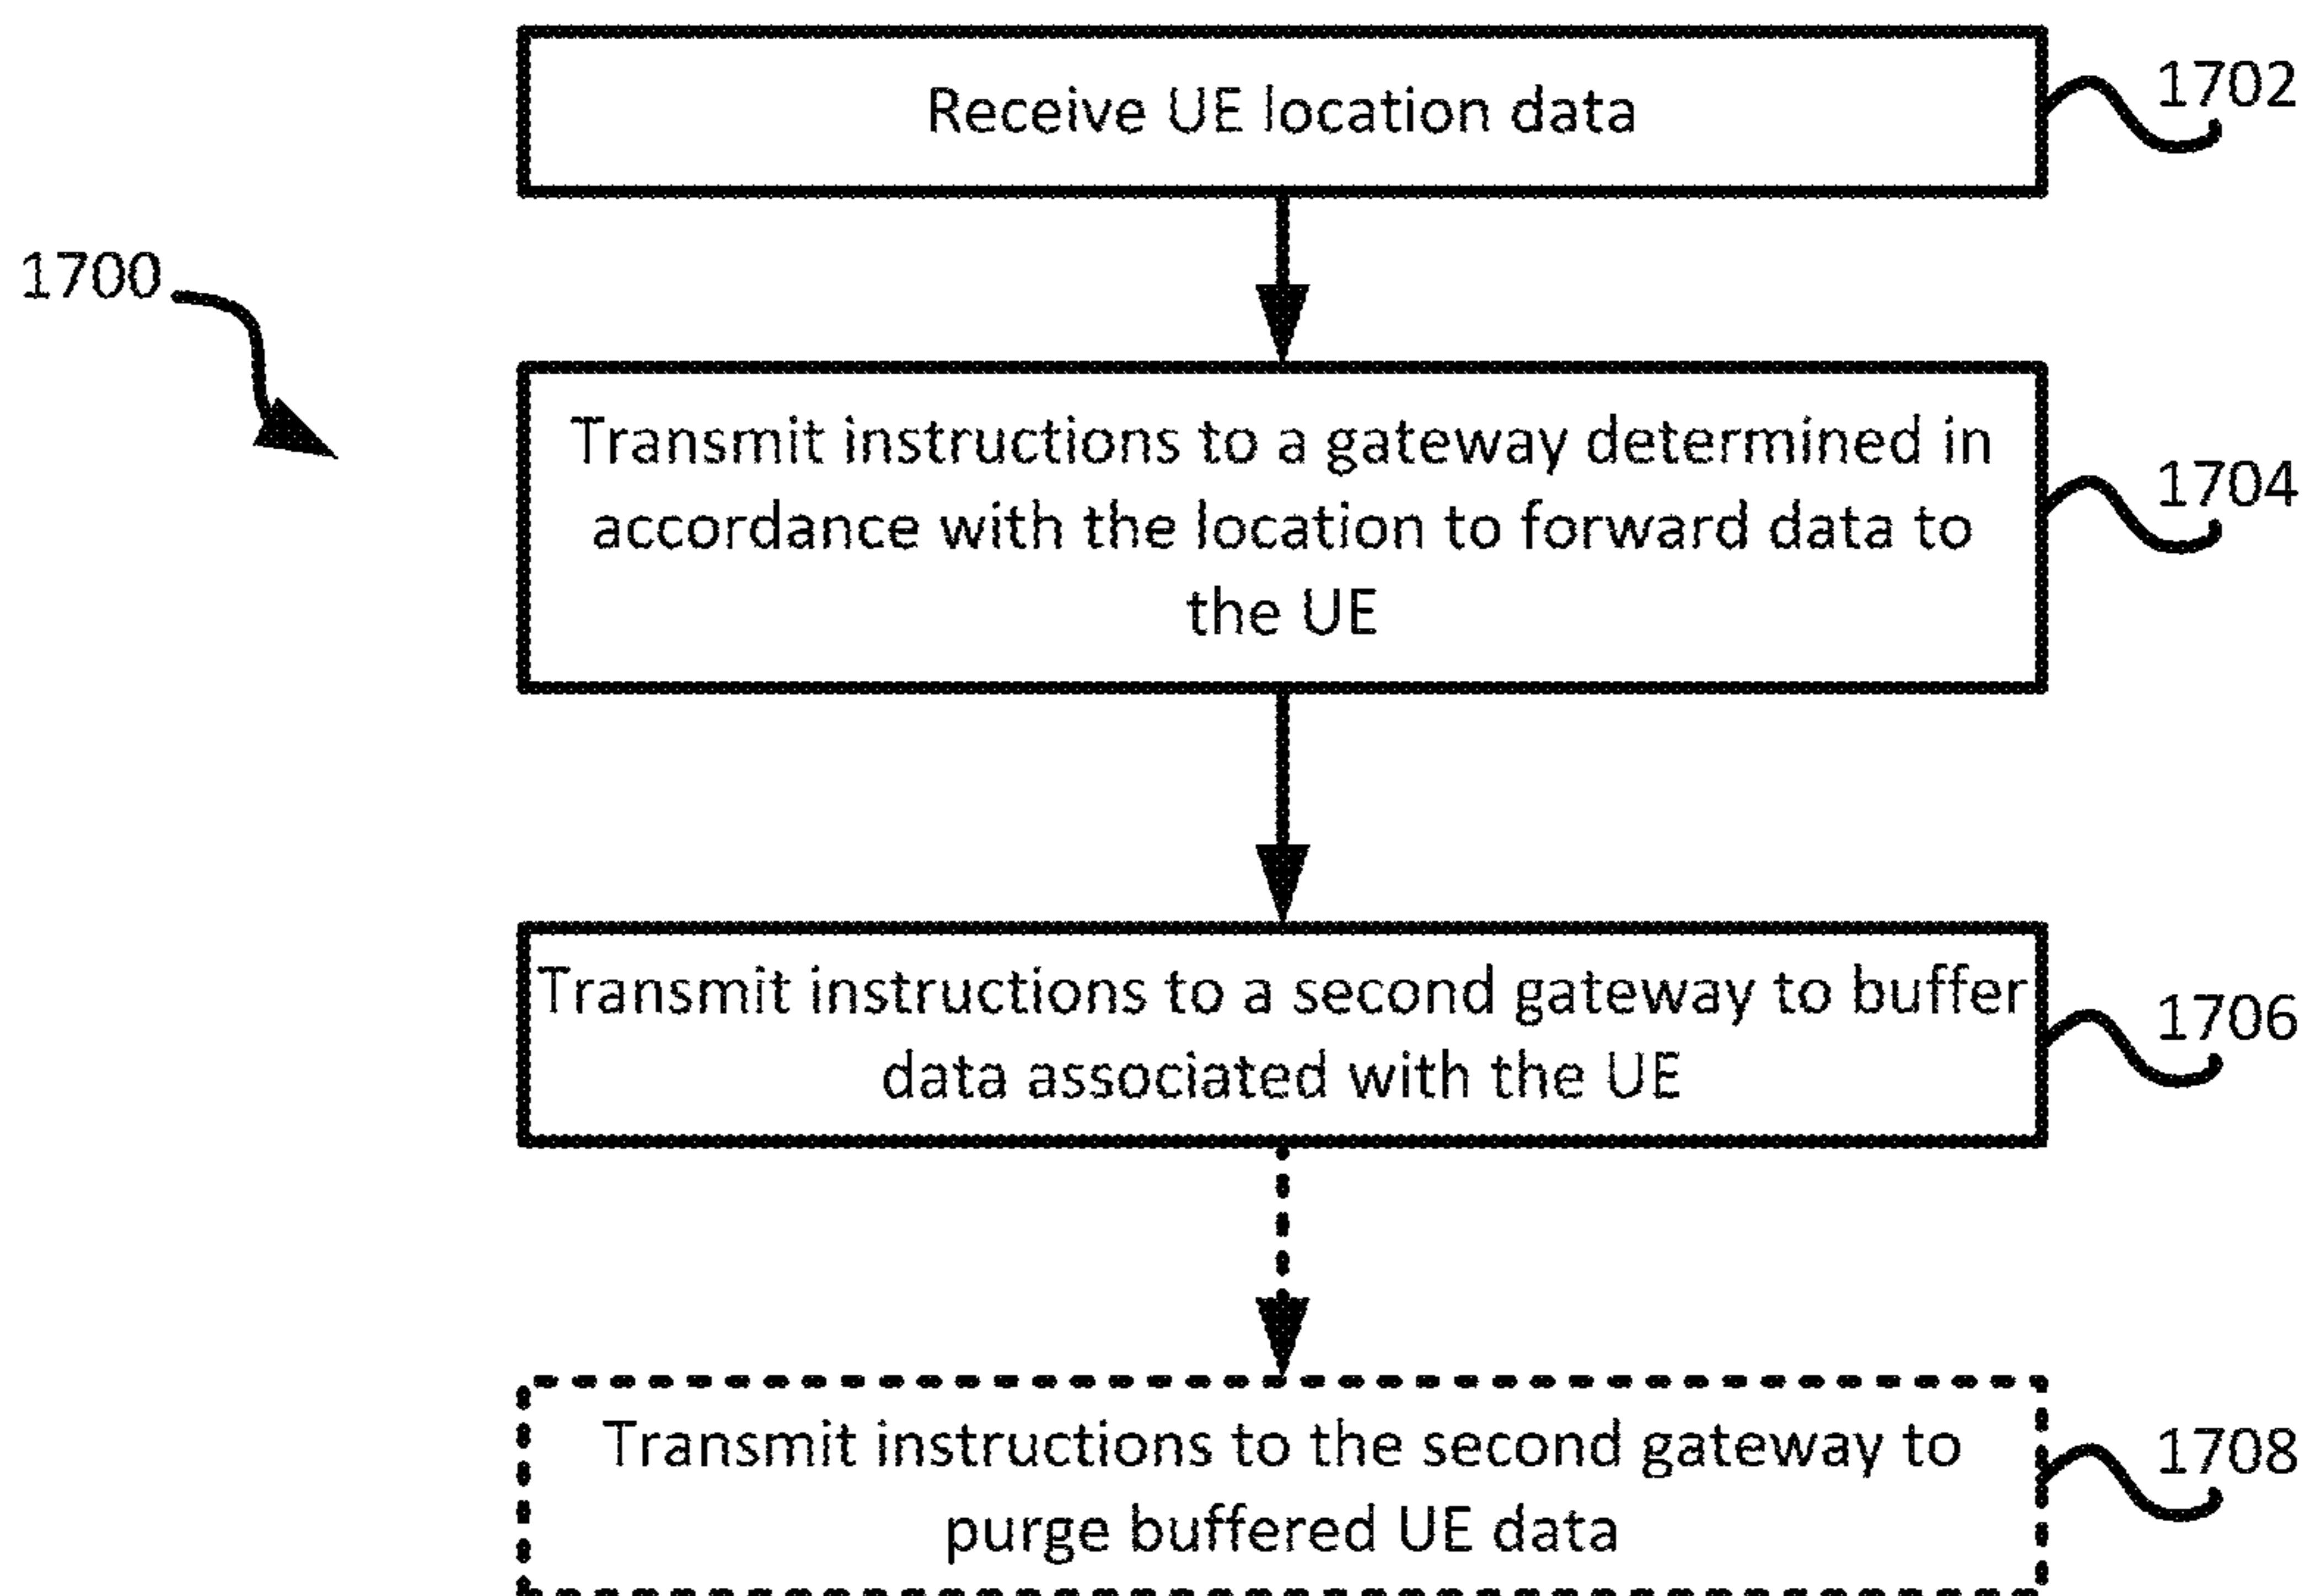 Receive UE location data
1702
1700
Transmit instructions to a gateway determined in
accordance with the location to forward data to
the UE
1704
Transmit instructions to a second gateway to buffer
data associated with the UE
1706
Transmit instructions to the second gateway to
purge buffered UE data
1708